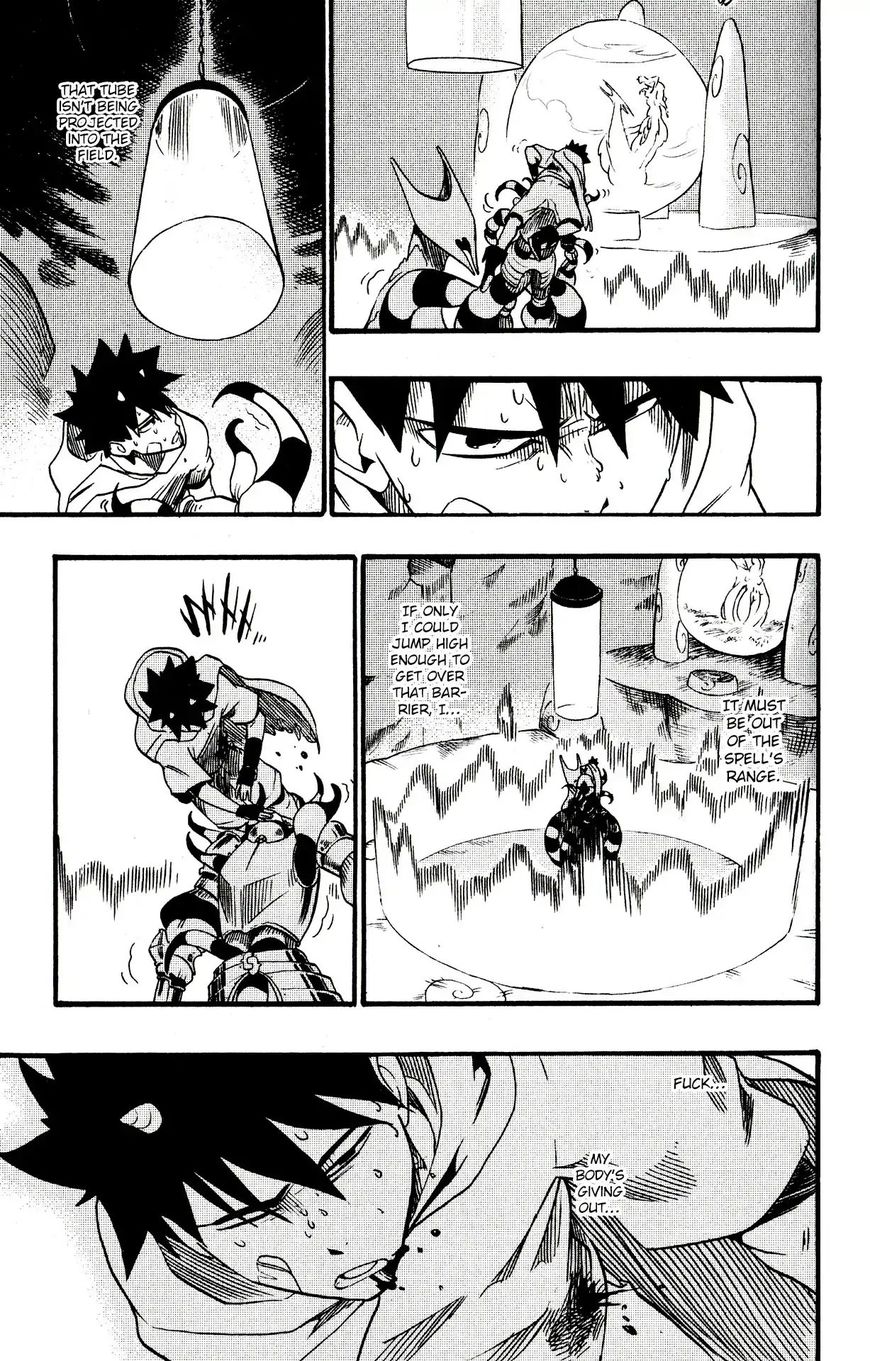 THAT TUBE
ISN'T BEING
PROJECTED
INTO THE
FIELD.
IT MUST
BE OUT
OF THE
SPELL'S
RANGE.
IF ONLY
I COULD
JUMP HIGH
ENOUGH TO
GET OVER
THAT BAR-
RIER, I...
FUCK...
MY
BODY'S
GIVING
OUT...